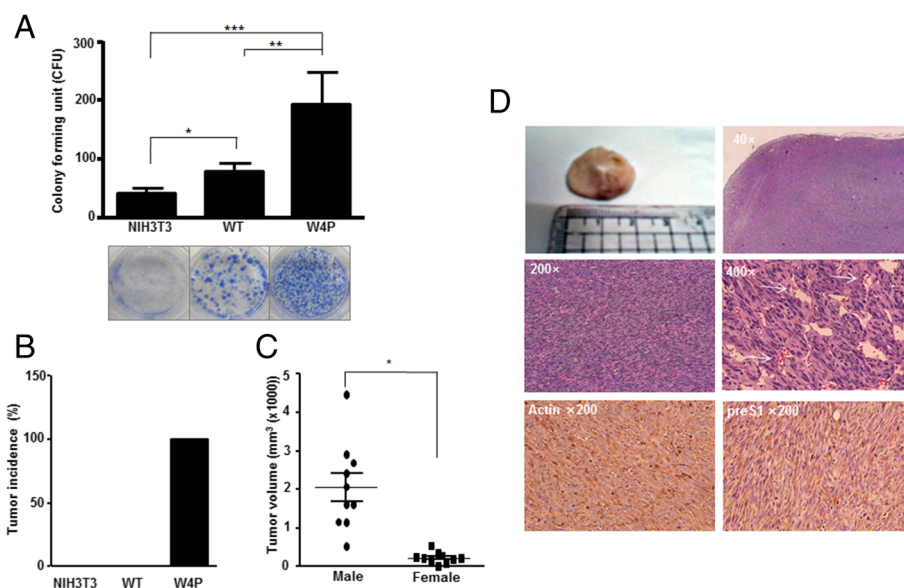 A
Colony forming unit (CFU)
300
200
100
0
***
**
*
NIH3T3 WT W4P
B
Tumor incidence (%)
150
100
50
0
NIH3T3 WT W4P
C
Tumor volume (mm³ (x1000))
5
4
3
2
1
0
*
Male Female
D
40×
200×
400×
Actin ×200
preS1 ×200